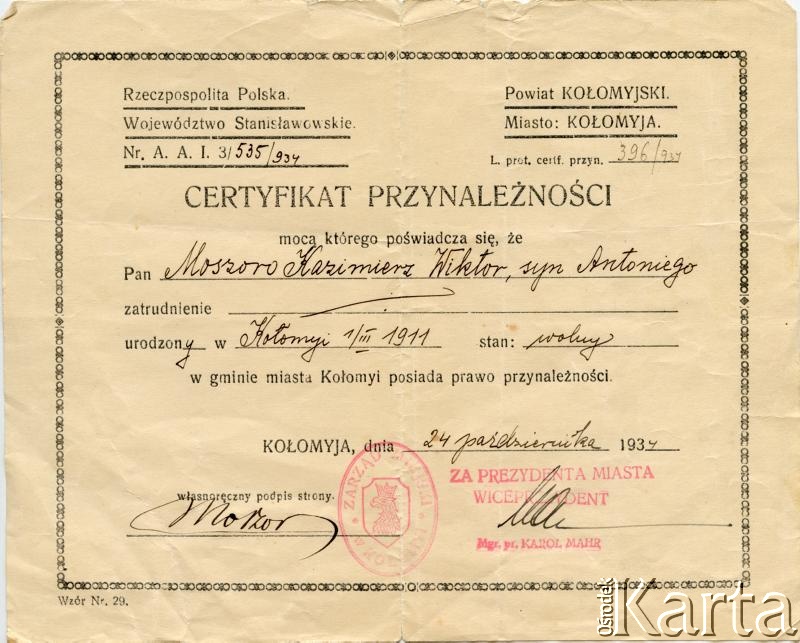 Rzeczpospolita Polska.
Województwo Stanisławowskie.
Nr. A. A. I. 3/535/934
Powiat KOŁOMYJSKI.
Miasto: KOŁOMYJA.
L. prot. certf. przyn. 396/934
CERTYFIKAT PRZYNALEŻNOŚCI
mocą którego poświadcza się, że
Pan Moszoro Kazimierz Wiktor, syn Antoniego
zatrudnienie
urodzony w Kołomyi 1/III 1911 stan: wolny
w gminie miasta Kołomyi posiada prawo przynależności.
KOŁOMYJA, dnia 24 października 1934
własnoręczny podpis strony.
ZARZĄD
ZA PREZYDENTA MIASTA
WICEPREZYDENT
Mgr. pr. KAROL MAHR
Wzór Nr. 29.
Ośrodek Karta